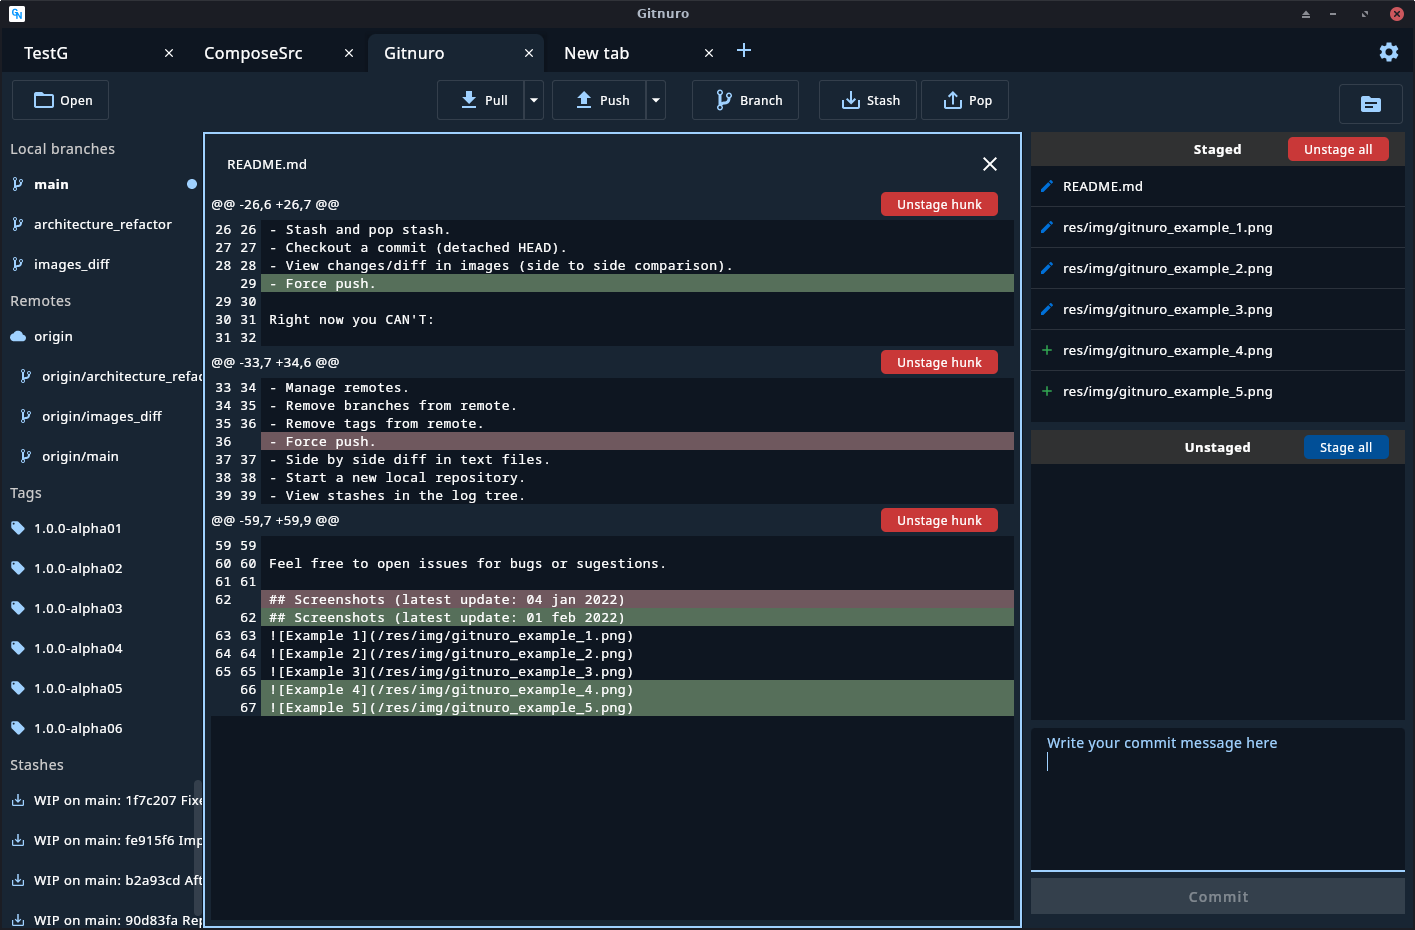 GN
Gitnuro
TestG
ComposeSrc
Gitnuro
New tab
Open
Pull
Push
Branch
Stash
Pop
Local branches
main
architecture_refactor
images_diff
Remotes
origin
origin/architecture_refac
origin/images_diff
origin/main
Tags
1.0.0-alpha01
1.0.0-alpha02
1.0.0-alpha03
1.0.0-alpha04
1.0.0-alpha05
1.0.0-alpha06
Stashes
WIP on main: 1f7c207 Fixe
WIP on main: fe915f6 Imp
WIP on main: b2a93cd Aft
WIP on main: 90d83fa Rep
README.md
@@ -26,6 +26,7 @@ Unstage hunk
26 26 - Stash and pop stash.
27 27 - Checkout a commit (detached HEAD).
28 28 - View changes/diff in images (side to side comparison).
29 - Force push.
29 30
30 31 Right now you CAN'T:
31 32
@@ -33,7 +34,6 @@ Unstage hunk
33 34 - Manage remotes.
34 35 - Remove branches from remote.
35 36 - Remove tags from remote.
36 - Force push.
37 37 - Side by side diff in text files.
38 38 - Start a new local repository.
39 39 - View stashes in the log tree.
@@ -59,7 +59,9 @@ Unstage hunk
59 59
60 60 Feel free to open issues for bugs or sugestions.
61 61
62 ## Screenshots (latest update: 04 jan 2022)
62 ## Screenshots (latest update: 01 feb 2022)
63 63 ![Example 1](/res/img/gitnuro_example_1.png)
64 64 ![Example 2](/res/img/gitnuro_example_2.png)
65 65 ![Example 3](/res/img/gitnuro_example_3.png)
66 ![Example 4](/res/img/gitnuro_example_4.png)
67 ![Example 5](/res/img/gitnuro_example_5.png)
Staged Unstage all
README.md
res/img/gitnuro_example_1.png
res/img/gitnuro_example_2.png
res/img/gitnuro_example_3.png
res/img/gitnuro_example_4.png
res/img/gitnuro_example_5.png
Unstaged Stage all
Write your commit message here
Commit